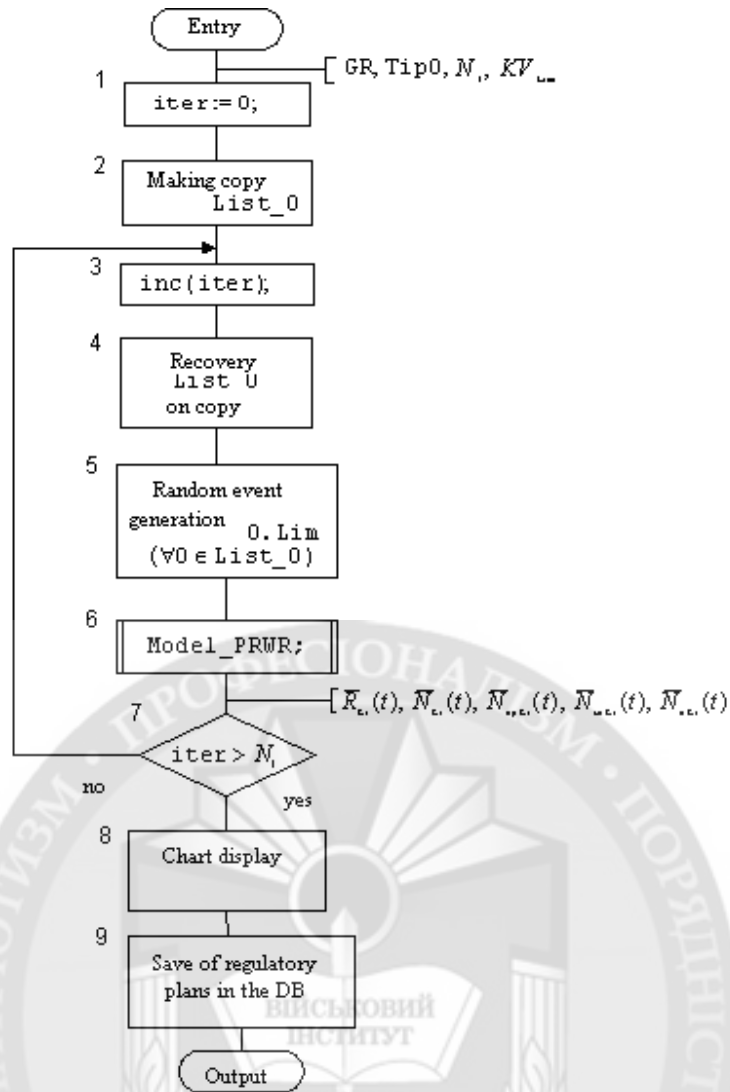 Entry
GR, Tip0, N
1
iter:=0;
2
Making copy
List_0
3
inc(iter);
4
Recovery
List 0
on copy
5
Random event
generation 0.Lim
(∀0∈List_0)
6
Model_PRWR;
7
iter > N
no
yes
8
Chart display
9
Save of regulatory
plans in the DB
Output
ПРОФЕСІОНАЛІЗМ
ВІЙСЬКОВИЙ
ІНСТИТУТ